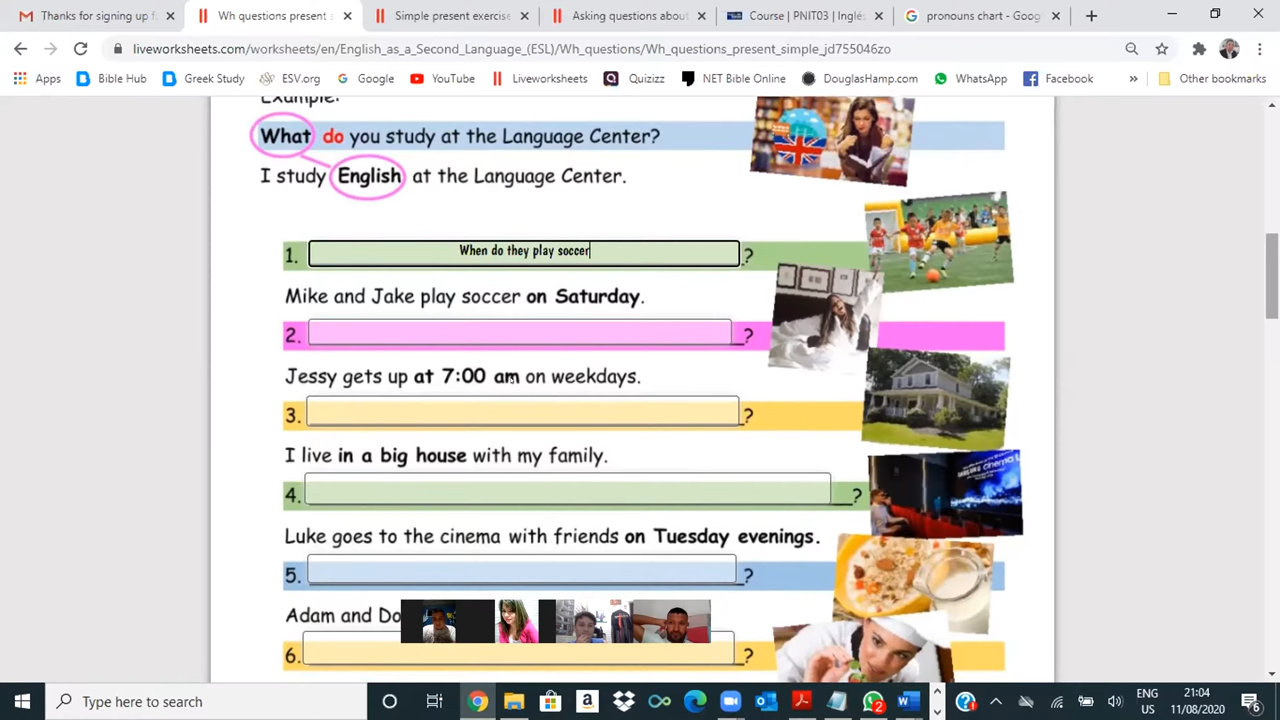 Thanks for signing up f
Wh questions present s
Simple present exercise
Asking questions about
Course | PNIT03 | Inglés
pronouns chart - Goog
liveworksheets.com/worksheets/en/English_as_a_Second_Language_(ESL)/Wh_questions/Wh_questions_present_simple_jd755046zo
Apps Bible Hub Greek Study ESV.org Google YouTube Liveworksheets Quizizz NET Bible Online DouglasHamp.com WhatsApp Facebook » Other bookmarks
Example:
What do you study at the Language Center?
I study English at the Language Center.
1. When do they play soccer ?
Mike and Jake play soccer on Saturday.
2. ?
Jessy gets up at 7:00 am on weekdays.
3. ?
I live in a big house with my family.
4. ?
Luke goes to the cinema with friends on Tuesday evenings.
5. ?
Adam and Do
6. ?
Type here to search
ENG
US
21:04
11/08/2020